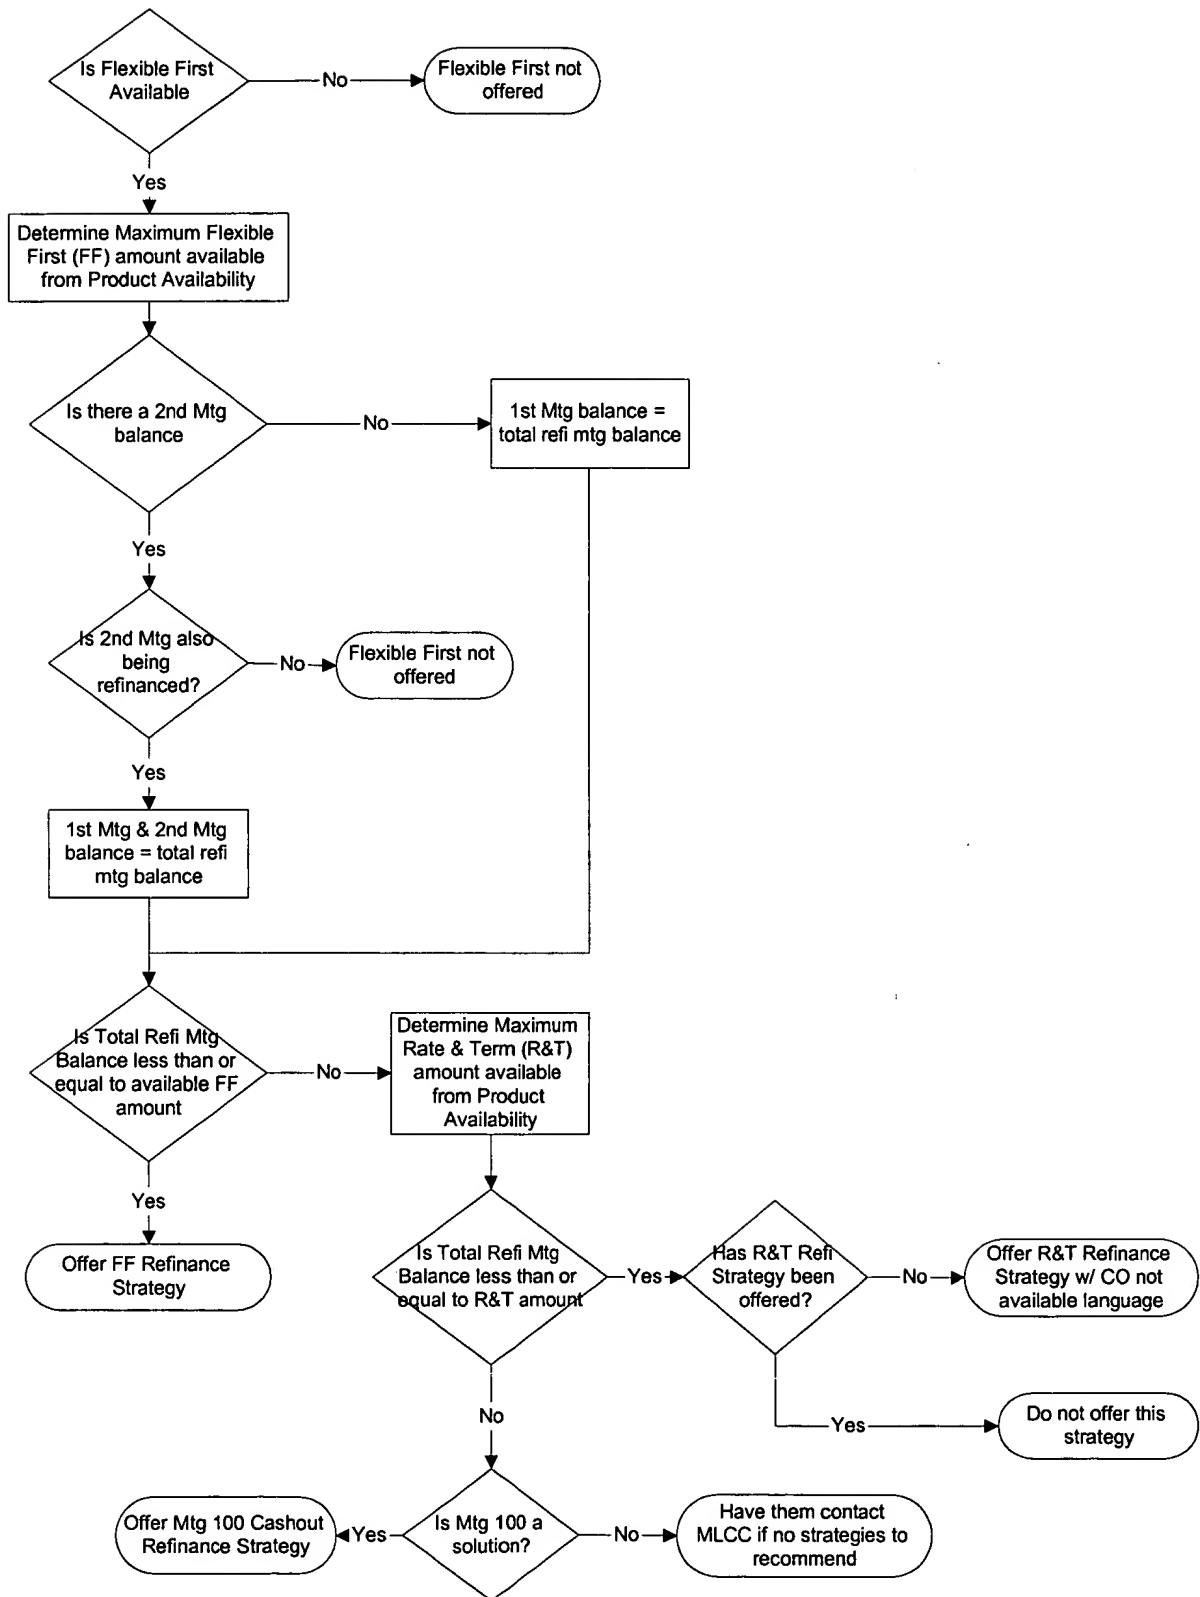 Is Flexible First
Available
No
Flexible First not
offered
Yes
Determine Maximum Flexible
First (FF) amount available
from Product Availability
Is there a 2nd Mtg
balance
No
1st Mtg balance =
total refi mtg balance
Yes
Is 2nd Mtg also
being
refinanced?
No
Flexible First not
offered
Yes
1st Mtg & 2nd Mtg
balance = total refi
mtg balance
Is Total Refi Mtg
Balance less than or
equal to available FF
amount
No
Determine Maximum
Rate & Term (R&T)
amount available
from Product
Availability
Yes
Offer FF Refinance
Strategy
Is Total Refi Mtg
Balance less than or
equal to R&T amount
Yes
Has R&T Refi
Strategy been
offered?
No
Offer R&T Refinance
Strategy w/ CO not
available language
Yes
Do not offer this
strategy
No
Is Mtg 100 a
solution?
Yes
Offer Mtg 100 Cashout
Refinance Strategy
No
Have them contact
MLCC if no strategies to
recommend